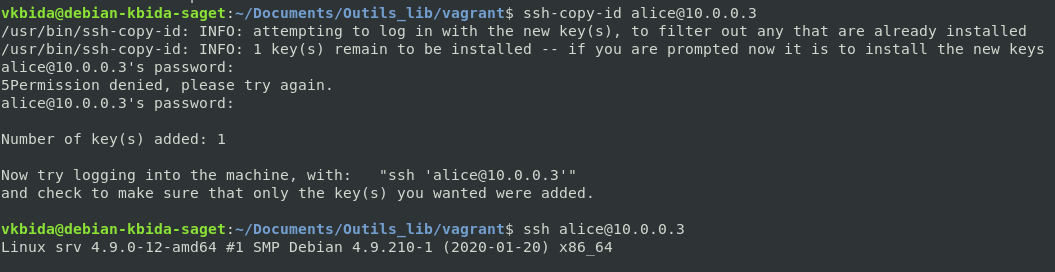 vkbida@debian-kbida-saget:~/Documents/Outils_lib/vagrant$ ssh-copy-id alice@10.0.0.3
/usr/bin/ssh-copy-id: INFO: attempting to log in with the new key(s), to filter out any that are already installed
/usr/bin/ssh-copy-id: INFO: 1 key(s) remain to be installed -- if you are prompted now it is to install the new keys
alice@10.0.0.3's password:
5Permission denied, please try again.
alice@10.0.0.3's password:
Number of key(s) added: 1
Now try logging into the machine, with:   "ssh 'alice@10.0.0.3'"
and check to make sure that only the key(s) you wanted were added.
vkbida@debian-kbida-saget:~/Documents/Outils_lib/vagrant$ ssh alice@10.0.0.3
Linux srv 4.9.0-12-amd64 #1 SMP Debian 4.9.210-1 (2020-01-20) x86_64